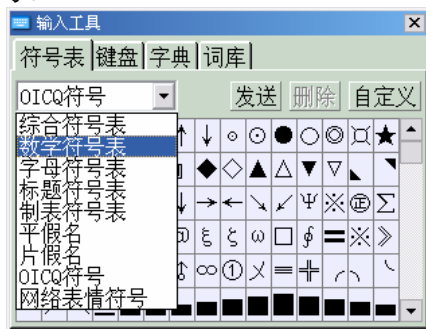 输入工具
符号表 键盘 字典 词库
OICQ符号 发送 删除 自定义
综合符号表
数学符号表
字母符号表
标题符号表
制表符号表
平假名
片假名
OICQ符号
网络表情符号
↑ ↓ ∘ ⊙ ● ○ ◎ ¤ ★
◆ ◇ ▲ △ ▼ ▽ ◣ ◥
↓ → ← ↘ ↙ Ψ ※ ㊣ ∑
ξ ζ ω □ ∮ 〓 ※ 》
∞ ① ㄨ ═ ╬ ╭ ╮ ╰